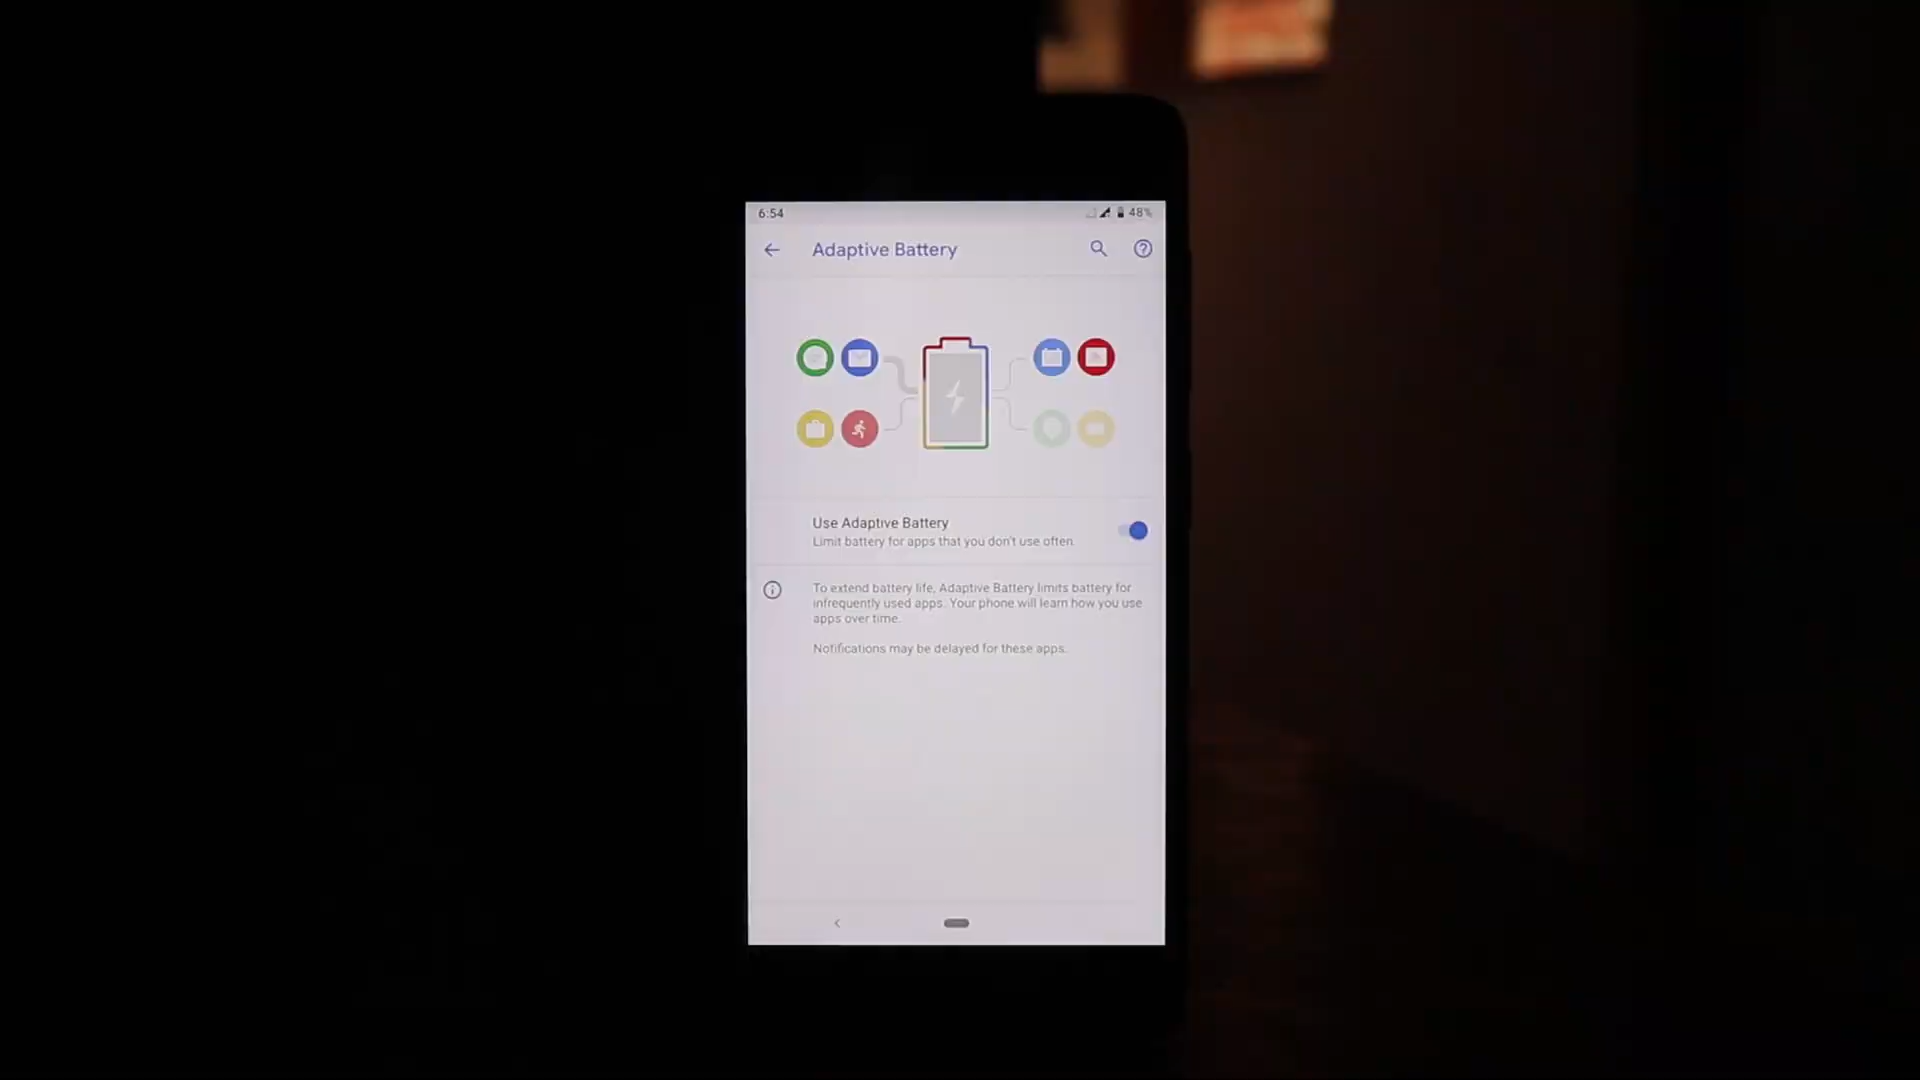 6:54
48%
Adaptive Battery
Use Adaptive Battery
Limit battery for apps that you don't use often.
To extend battery life, Adaptive Battery limits battery for
infrequently used apps. Your phone will learn how you use
apps over time.
Notifications may be delayed for these apps.